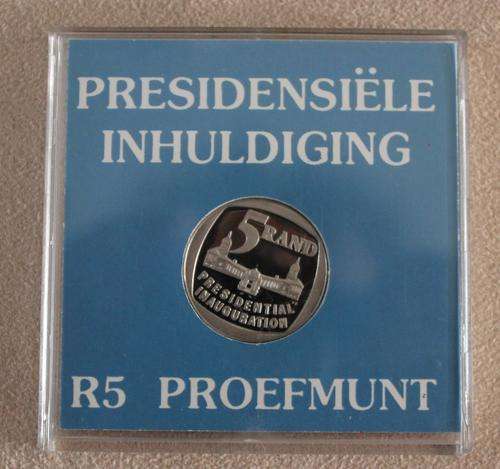 PRESIDENSIËLE
INHULDIGING
5 RAND
PRESIDENTIAL
INAUGURATION
R5 PROEFMUNT